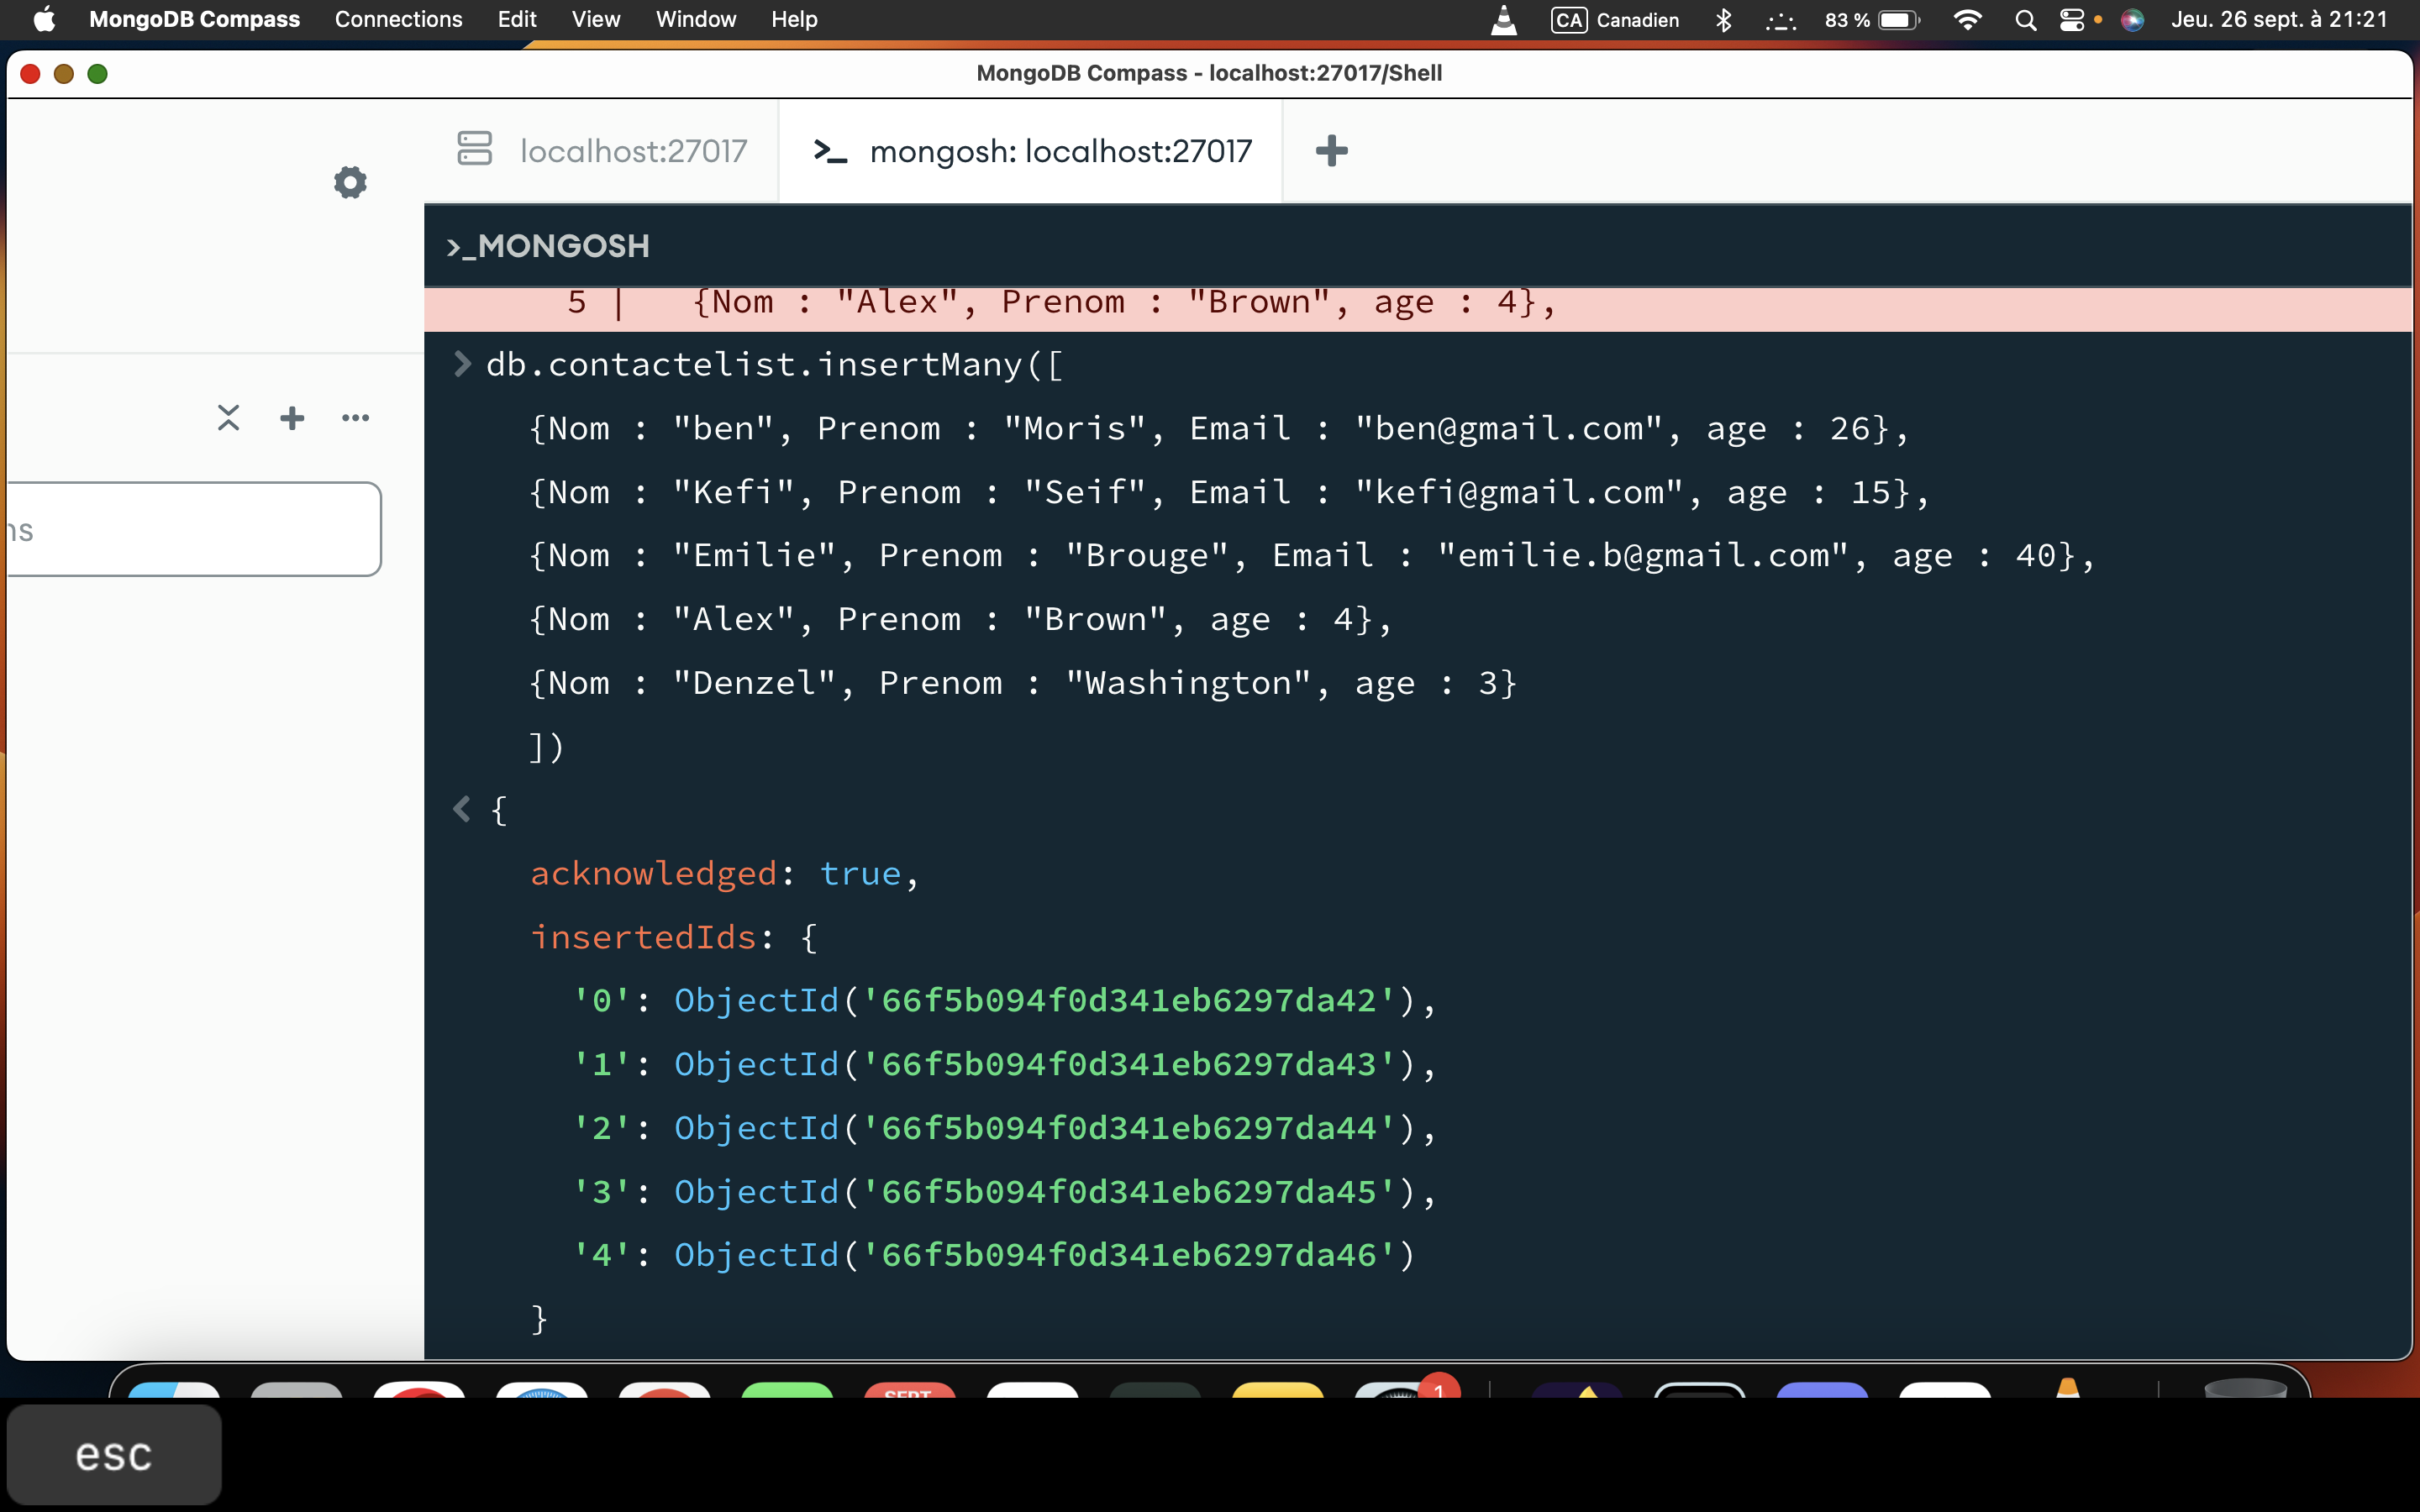 MongoDB Compass Connections Edit View Window Help CA Canadien 83 % Jeu. 26 sept. à 21:21
MongoDB Compass - localhost:27017/Shell
localhost:27017 >_ mongosh: localhost:27017 +
>_MONGOSH
5 | {Nom : "Alex", Prenom : "Brown", age : 4},
> db.contactelist.insertMany([
{Nom : "ben", Prenom : "Moris", Email : "ben@gmail.com", age : 26},
{Nom : "Kefi", Prenom : "Seif", Email : "kefi@gmail.com", age : 15},
{Nom : "Emilie", Prenom : "Brouge", Email : "emilie.b@gmail.com", age : 40},
{Nom : "Alex", Prenom : "Brown", age : 4},
{Nom : "Denzel", Prenom : "Washington", age : 3}
])
< {
acknowledged: true,
insertedIds: {
'0': ObjectId('66f5b094f0d341eb6297da42'),
'1': ObjectId('66f5b094f0d341eb6297da43'),
'2': ObjectId('66f5b094f0d341eb6297da44'),
'3': ObjectId('66f5b094f0d341eb6297da45'),
'4': ObjectId('66f5b094f0d341eb6297da46')
}
ns
SEPT
1
esc